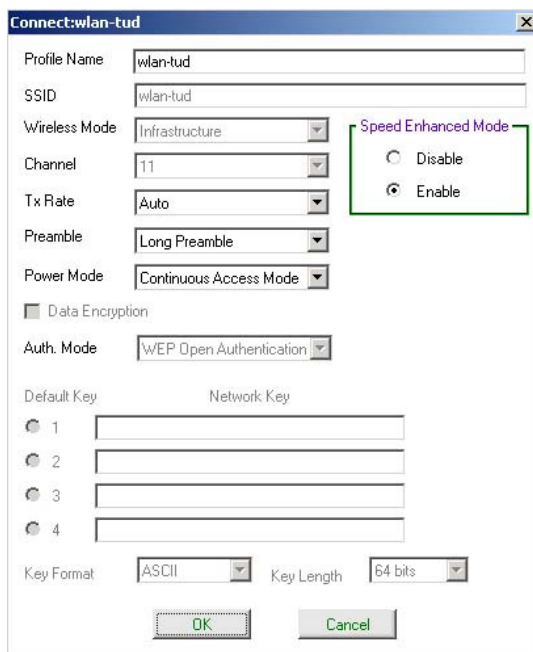 Connect:wlan-tud
Profile Name wlan-tud
SSID wlan-tud
Wireless Mode Infrastructure
Speed Enhanced Mode
Disable
Enable
Channel 11
Tx Rate Auto
Preamble Long Preamble
Power Mode Continuous Access Mode
Data Encryption
Auth. Mode WEP Open Authentication
Default Key Network Key
1
2
3
4
Key Format ASCII Key Length 64 bits
OK Cancel